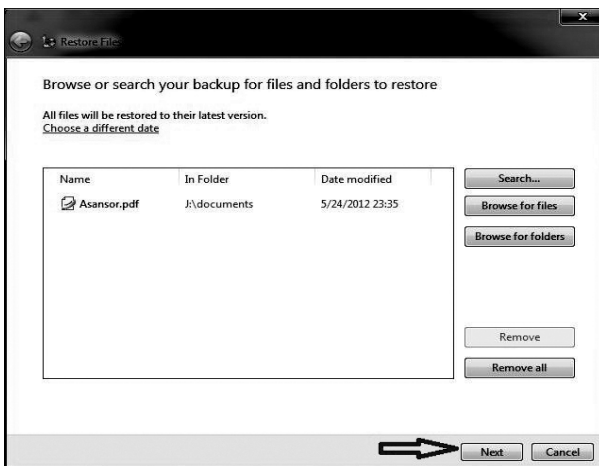 x
Restore Files
Browse or search your backup for files and folders to restore
All files will be restored to their latest version.
Choose a different date
Name In Folder Date modified
Asansor.pdf J:\documents 5/24/2012 23:35
Search...
Browse for files
Browse for folders
Remove
Remove all
Next Cancel